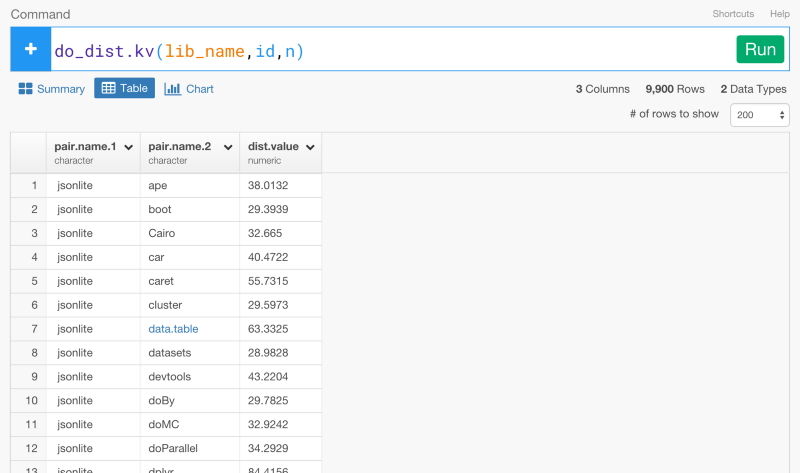 Command
Shortcuts Help
+ do_dist.kv(lib_name,id,n) Run
Summary Table Chart 3 Columns 9,900 Rows 2 Data Types
# of rows to show 200
pair.name.1 pair.name.2 dist.value
character character numeric
1 jsonlite ape 38.0132
2 jsonlite boot 29.3939
3 jsonlite Cairo 32.665
4 jsonlite car 40.4722
5 jsonlite caret 55.7315
6 jsonlite cluster 29.5973
7 jsonlite data.table 63.3325
8 jsonlite datasets 28.9828
9 jsonlite devtools 43.2204
10 jsonlite doBy 29.7825
11 jsonlite doMC 32.9242
12 jsonlite doParallel 34.2929
13 jsonlite dplyr 84.4156